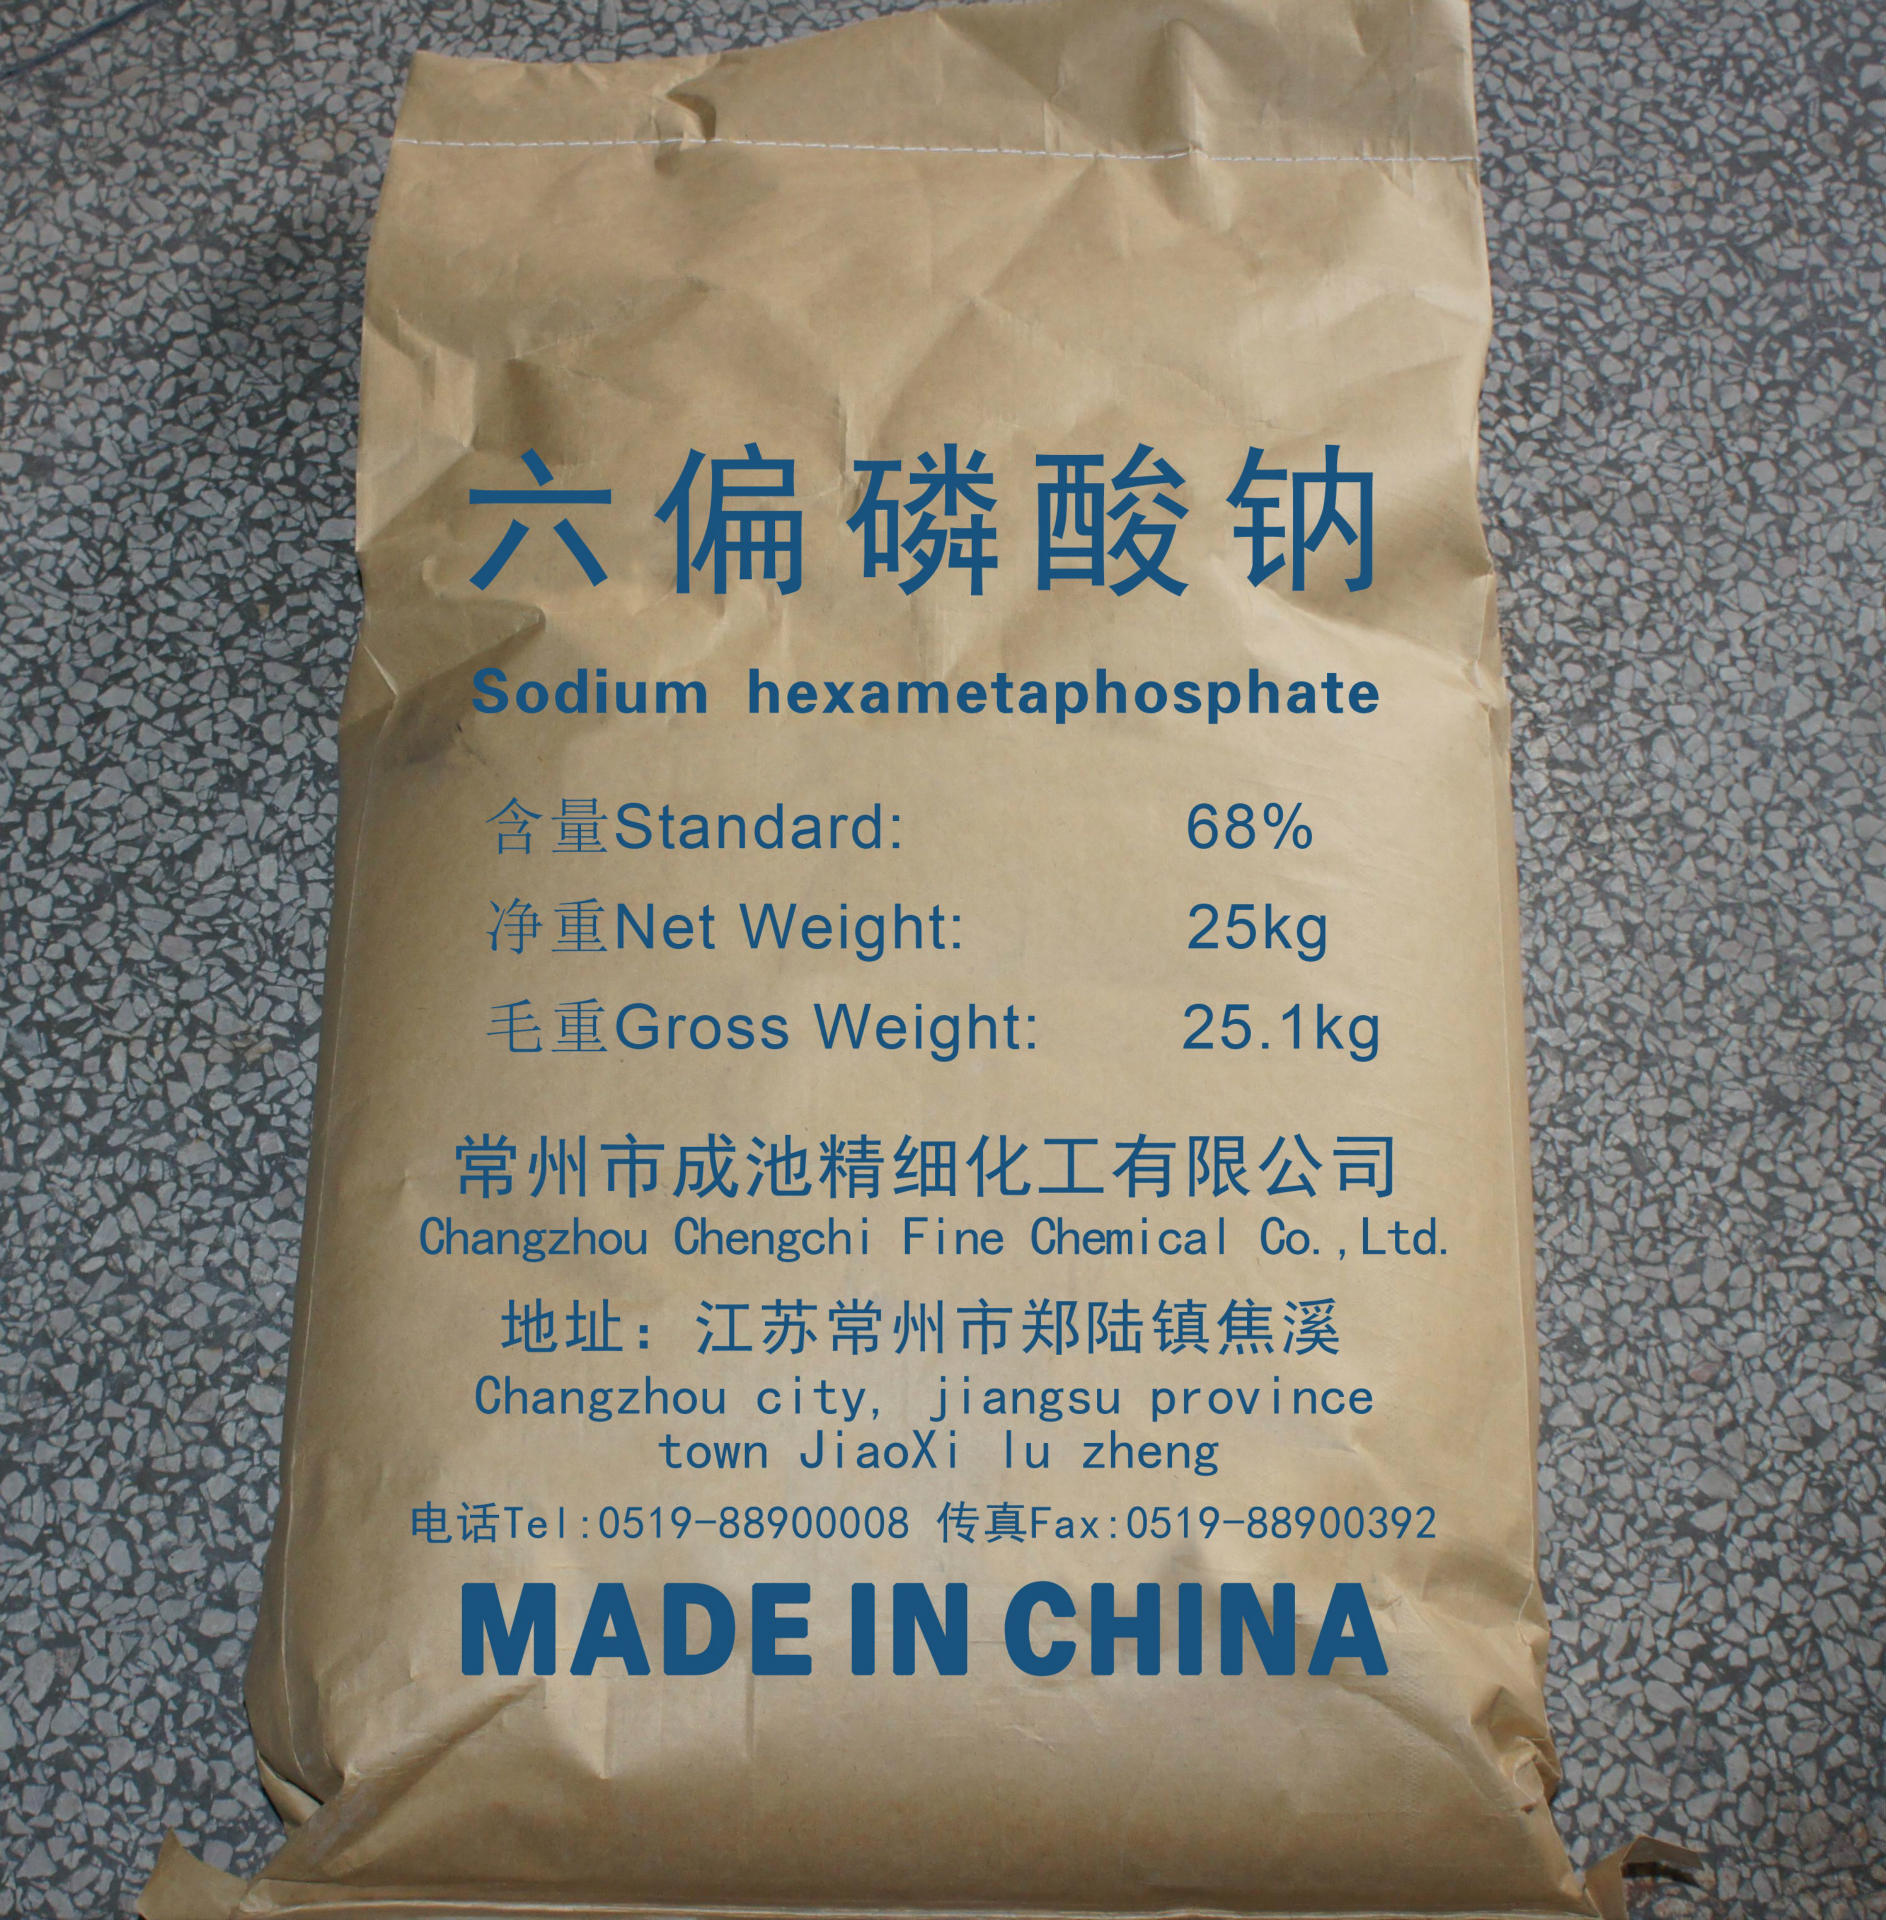 六偏磷酸钠
Sodium hexametaphosphate
含量Standard: 68%
净重Net Weight: 25kg
毛重Gross Weight: 25.1kg
常州市成池精细化工有限公司
Changzhou Chengchi Fine Chemical Co.,Ltd.
地址：江苏常州市郑陆镇焦溪
Changzhou city, jiangsu province
town JiaoXi lu zheng
电话Tel:0519-88900008 传真Fax:0519-88900392
MADE IN CHINA